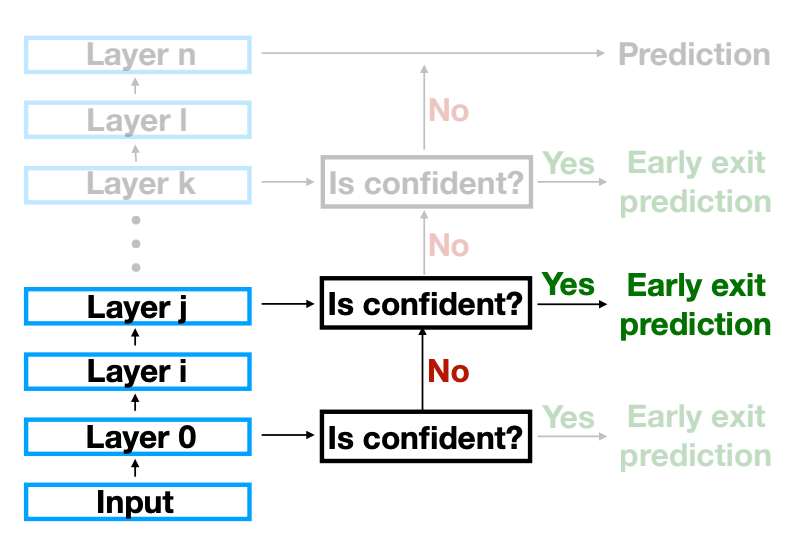 Layer n
Prediction
No
Layer l
Layer k
Is confident?
Yes
Early exit
prediction
No
Layer j
Is confident?
Yes
Early exit
prediction
Layer i
No
Layer 0
Is confident?
Yes
Early exit
prediction
Input